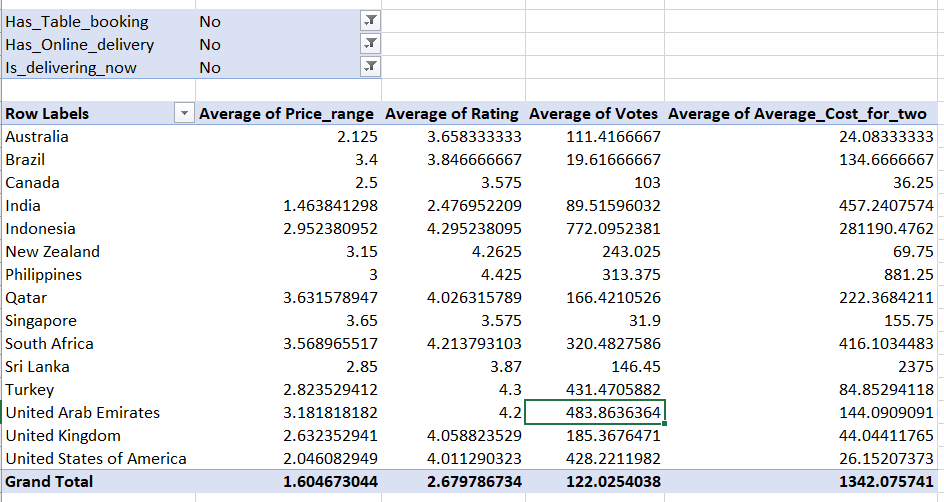 Has_Table_booking No
Has_Online_delivery No
Is_delivering_now No
Row Labels Average of Price_range Average of Rating Average of Votes Average of Average_Cost_for_two
Australia 2.125 3.658333333 111.4166667 24.08333333
Brazil 3.4 3.846666667 19.61666667 134.6666667
Canada 2.5 3.575 103 36.25
India 1.463841298 2.476952209 89.51596032 457.2407574
Indonesia 2.952380952 4.295238095 772.0952381 281190.4762
New Zealand 3.15 4.2625 243.025 69.75
Philippines 3 4.425 313.375 881.25
Qatar 3.631578947 4.026315789 166.4210526 222.3684211
Singapore 3.65 3.575 31.9 155.75
South Africa 3.568965517 4.213793103 320.4827586 416.1034483
Sri Lanka 2.85 3.87 146.45 2375
Turkey 2.823529412 4.3 431.4705882 84.85294118
United Arab Emirates 3.181818182 4.2 483.8636364 144.0909091
United Kingdom 2.632352941 4.058823529 185.3676471 44.04411765
United States of America 2.046082949 4.011290323 428.2211982 26.15207373
Grand Total 1.604673044 2.679786734 122.0254038 1342.075741